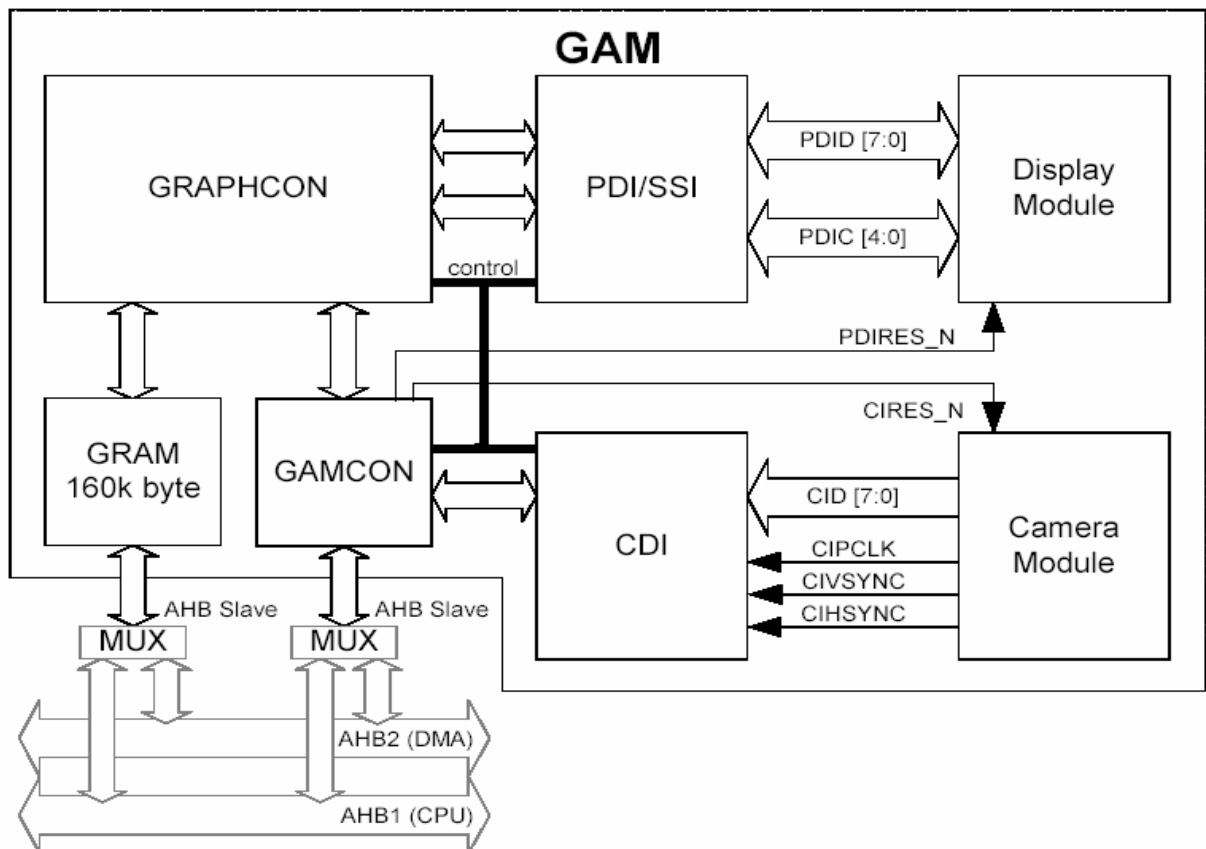 GAM
GRAPHCON
PDI/SSI
PDID [7:0]
PDIC [4:0]
Display
Module
control
PDIRES_N
CIRES_N
GRAM
160k byte
GAMCON
CDI
CID [7:0]
CIPCLK
CIVSYNC
CIHSYNC
Camera
Module
AHB Slave
AHB Slave
MUX
MUX
AHB2 (DMA)
AHB1 (CPU)